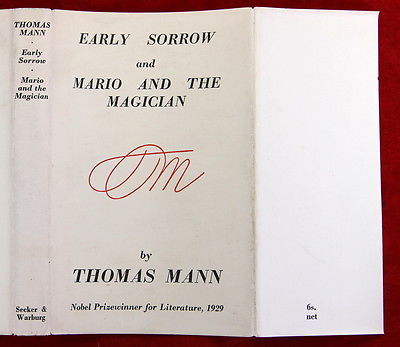 THOMAS
MANN
·
Early
Sorrow
·
Mario
and the
Magician
Secker &
Warburg
EARLY SORROW
and
MARIO AND THE
MAGICIAN
TM
by
THOMAS MANN
Nobel Prizewinner for Literature, 1929
6s.
net